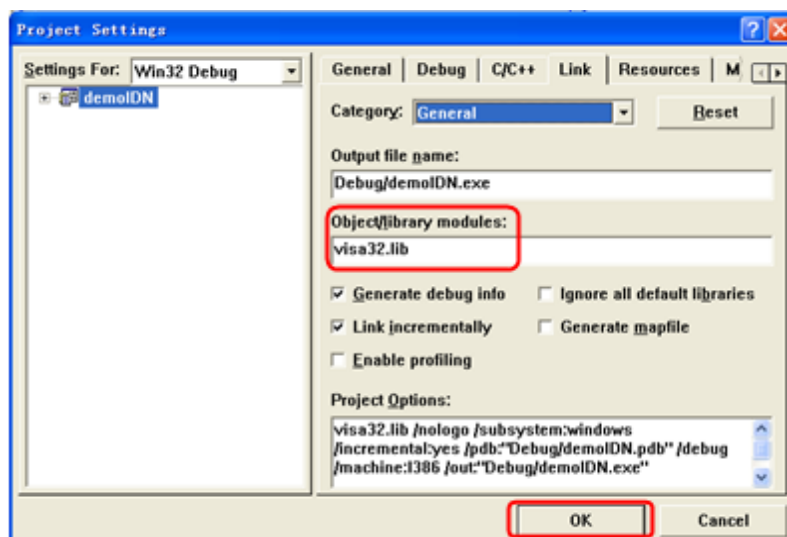 Project Settings
Settings For: Win32 Debug
demoIDN
General Debug C/C++ Link Resources M
Category: General Reset
Output file name:
Debug/demoIDN.exe
Object/library modules:
visa32.lib
Generate debug info Ignore all default libraries
Link incrementally Generate mapfile
Enable profiling
Project Options:
visa32.lib /nologo /subsystem:windows
/incremental:yes /pdb:"Debug/demoIDN.pdb" /debug
/machine:I386 /out:"Debug/demoIDN.exe"
OK Cancel